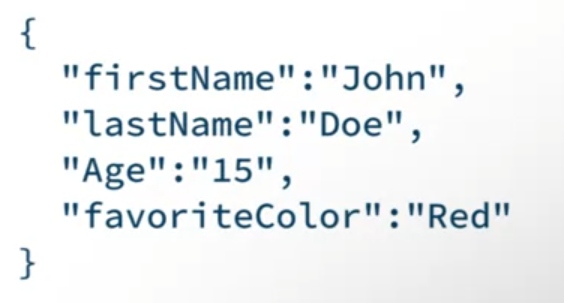 {
"firstName":"John",
"lastName":"Doe",
"Age":"15",
"favoriteColor":"Red"
}